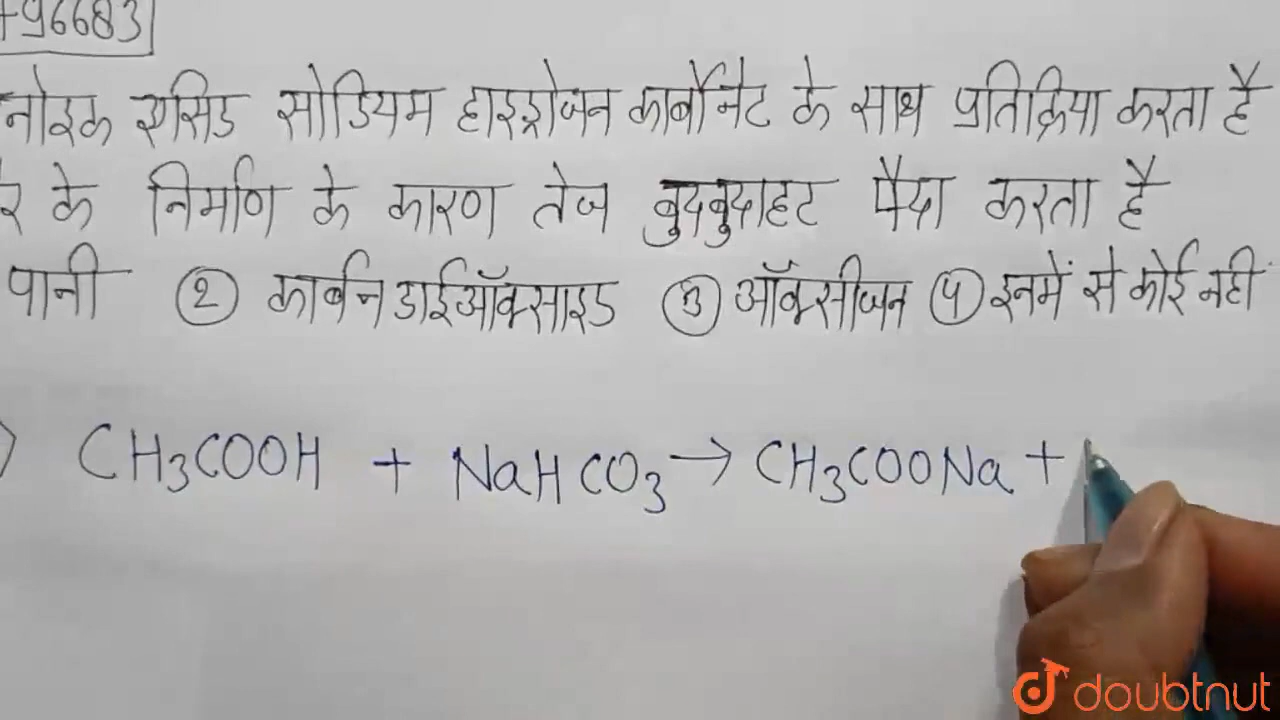 +96683
नोइक एसिड सोडियम हाइड्रोजन कार्बोनेट के साथ प्रतिक्रिया करता है
रे के निर्माण के कारण तेज बुदबुदाहट पैदा करता है
पानी ② कार्बन डाईऑक्साइड ③ ऑक्सीजन ④ इनमें से कोई नहीं
CH₃COOH + NaHCO₃ → CH₃COONa +
doubtnut